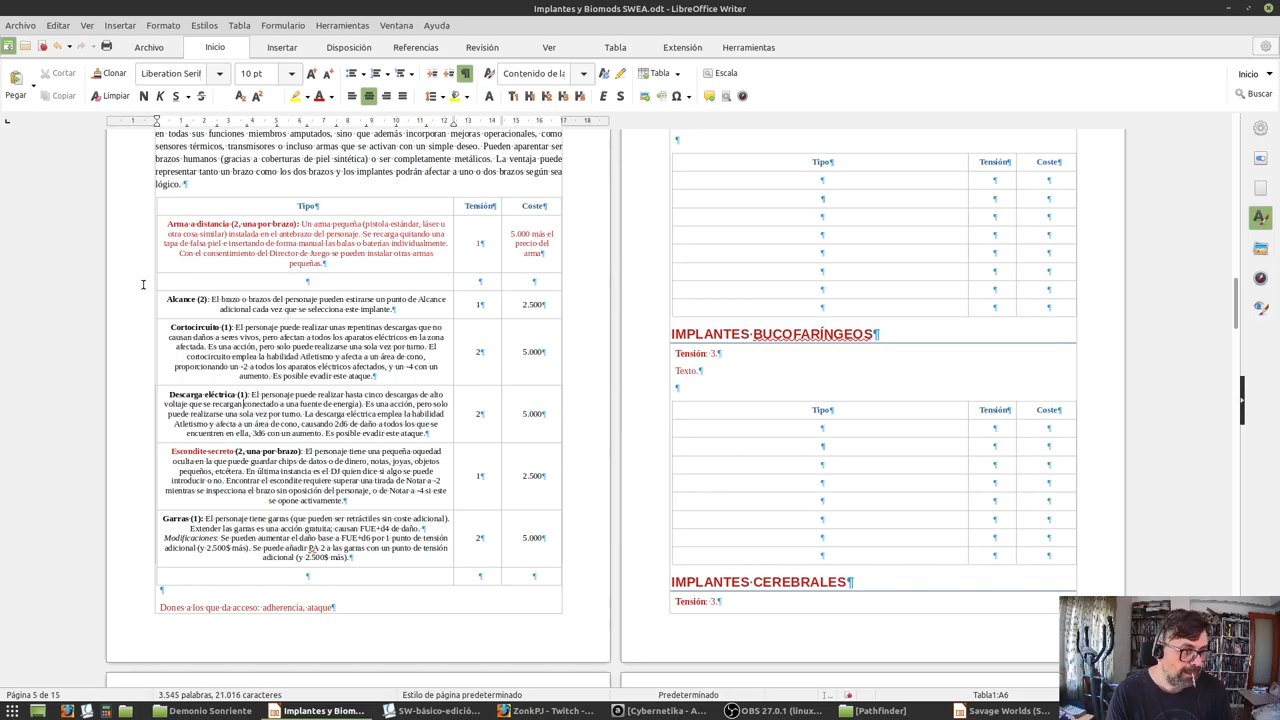 Implantes y Biomods SWEA.odt - LibreOffice Writer
Archivo Editar Ver Insertar Formato Estilos Tabla Formulario Herramientas Ventana Ayuda
Archivo Inicio Insertar Disposición Referencias Revisión Ver Tabla Extensión Herramientas
Pegar Cortar Clonar Liberation Serif 10 pt Contenido de la Tabla Escala Inicio
Copiar Limpiar Buscar
en todas sus funciones miembros amputados, sino que además incorporan mejoras operacionales, como
sensores térmicos, transmisores o incluso armas que se activan con un simple deseo. Pueden aparentar ser
brazos humanos (gracias a coberturas de piel sintética) o ser completamente metálicos. La ventaja puede
representar tanto un brazo como los dos brazos y los implantes podrán afectar a uno o dos brazos según sea
lógico. ¶
Tipo¶ Tensión¶ Coste¶
Arma a distancia (2, una por brazo): Un arma pequeña (pistola estándar, láser u
otra cosa similar) instalada en el antebrazo del personaje. Se recarga quitando una
tapa de falsa piel e insertando de forma manual las balas o baterías individualmente.
Con el consentimiento del Director de Juego se pueden instalar otras armas
pequeñas.¶
1¶
5.000 más el
precio del
arma¶
Alcance (2): El brazo o brazos del personaje pueden estirarse un punto de Alcance
adicional cada vez que se selecciona este implante.¶
1¶ 2.500¶
Cortocircuito (1): El personaje puede realizar unas repentinas descargas que no
causan daños a seres vivos, pero afectan a todos los aparatos eléctricos en la zona
afectada. Es una acción, pero solo puede realizarse una sola vez por turno. El
cortocircuito emplea la habilidad Atletismo y afecta a un área de cono,
proporcionando un -2 a todos los aparatos eléctricos afectados, y un -4 con un
aumento. Es posible evadir este ataque.¶
2¶ 5.000¶
Descarga eléctrica (1): El personaje puede realizar hasta cinco descargas de alto
voltaje que se recargan conectado a una fuente de energía). Es una acción, pero solo
puede realizarse una sola vez por turno. La descarga eléctrica emplea la habilidad
Atletismo y afecta a un área de cono, causando 2d6 de daño a todos los que se
encuentren en ella, 3d6 con un aumento. Es posible evadir este ataque.¶
2¶ 5.000¶
Escondite secreto (2, una por brazo): El personaje tiene una pequeña oquedad
oculta en la que puede guardar chips de datos o de dinero, notas, joyas, objetos
pequeños, etcétera. En última instancia es el DJ quien dice si algo se puede
introducir o no. Encontrar el escondite requiere superar una tirada de Notar a -2
mientras se inspecciona el brazo sin oposición del personaje, o de Notar a -4 si este
se opone activamente.¶
1¶ 2.500¶
Garras (1): El personaje tiene garras (que pueden ser retráctiles sin coste adicional).
Extender las garras es una acción gratuita; causan FUE+d4 de daño. ¶
Modificaciones: Se pueden aumentar el daño base a FUE+d6 por 1 punto de tensión
adicional (y 2.500$ más). Se puede añadir PA 2 a las garras con un punto de tensión
adicional (y 2.500$ más).¶
2¶ 5.000¶
Dones a los que da acceso: adherencia, ataque¶
Tipo¶ Tensión¶ Coste¶
IMPLANTES BUCOFARÍNGEOS¶
Tensión: 3.¶
Texto.¶
Tipo¶ Tensión¶ Coste¶
IMPLANTES CEREBRALES¶
Tensión: 3.¶
Página 5 de 15 3.545 palabras, 21.016 caracteres Estilo de página predeterminado Predeterminado Tabla1:A6
Demonio Sonriente Implantes y Biom... SW-básico-edició... ZonkPJ - Twitch - ... [Cybernetika - A... OBS 27.0.1 (linux... [Pathfinder] Savage Worlds (S...